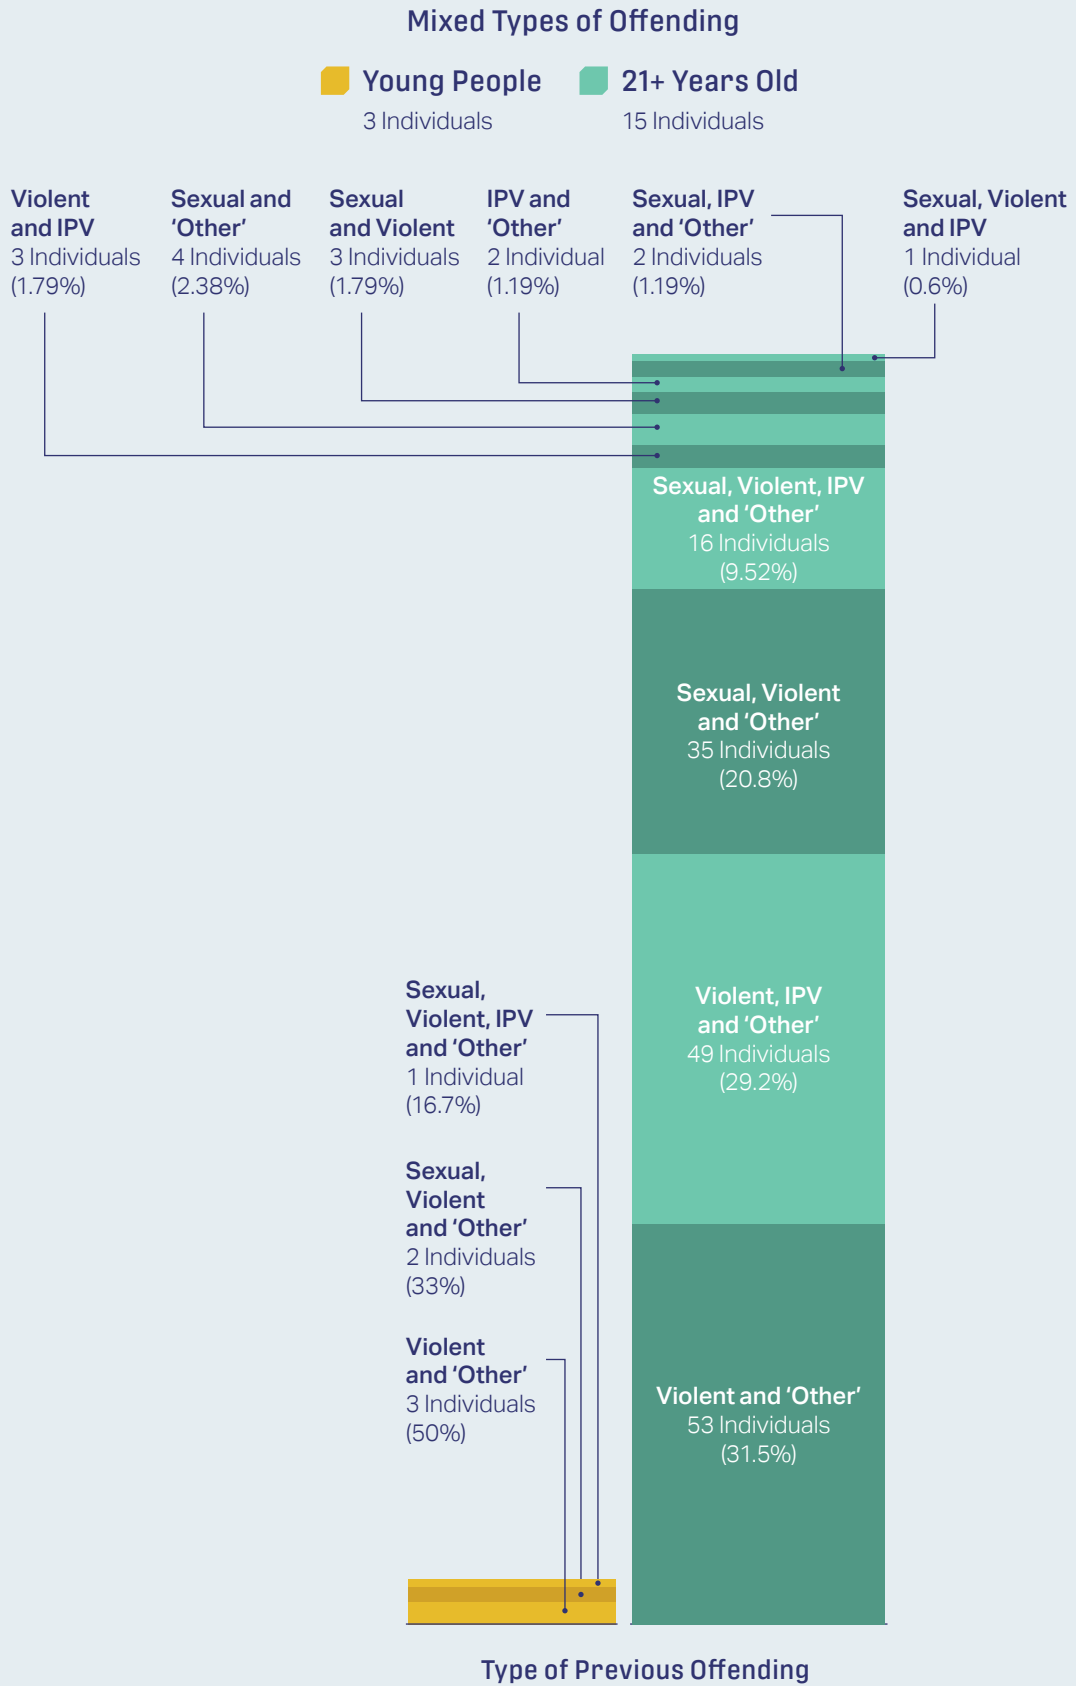 Mixed Types of Offending
Young People
3 Individuals
21+ Years Old
15 Individuals
Violent
and IPV
3 Individuals
(1.79%)
Sexual and
‘Other’
4 Individuals
(2.38%)
Sexual
and Violent
3 Individuals
(1.79%)
IPV and
‘Other’
2 Individual
(1.19%)
Sexual, IPV
and ‘Other’
2 Individuals
(1.19%)
Sexual, Violent
and IPV
1 Individual
(0.6%)
Sexual, Violent, IPV
and ‘Other’
16 Individuals
(9.52%)
Sexual, Violent
and ‘Other’
35 Individuals
(20.8%)
Violent, IPV
and ‘Other’
49 Individuals
(29.2%)
Violent and ‘Other’
53 Individuals
(31.5%)
Sexual,
Violent, IPV
and ‘Other’
1 Individual
(16.7%)
Sexual,
Violent
and ‘Other’
2 Individuals
(33%)
Violent
and ‘Other’
3 Individuals
(50%)
Type of Previous Offending